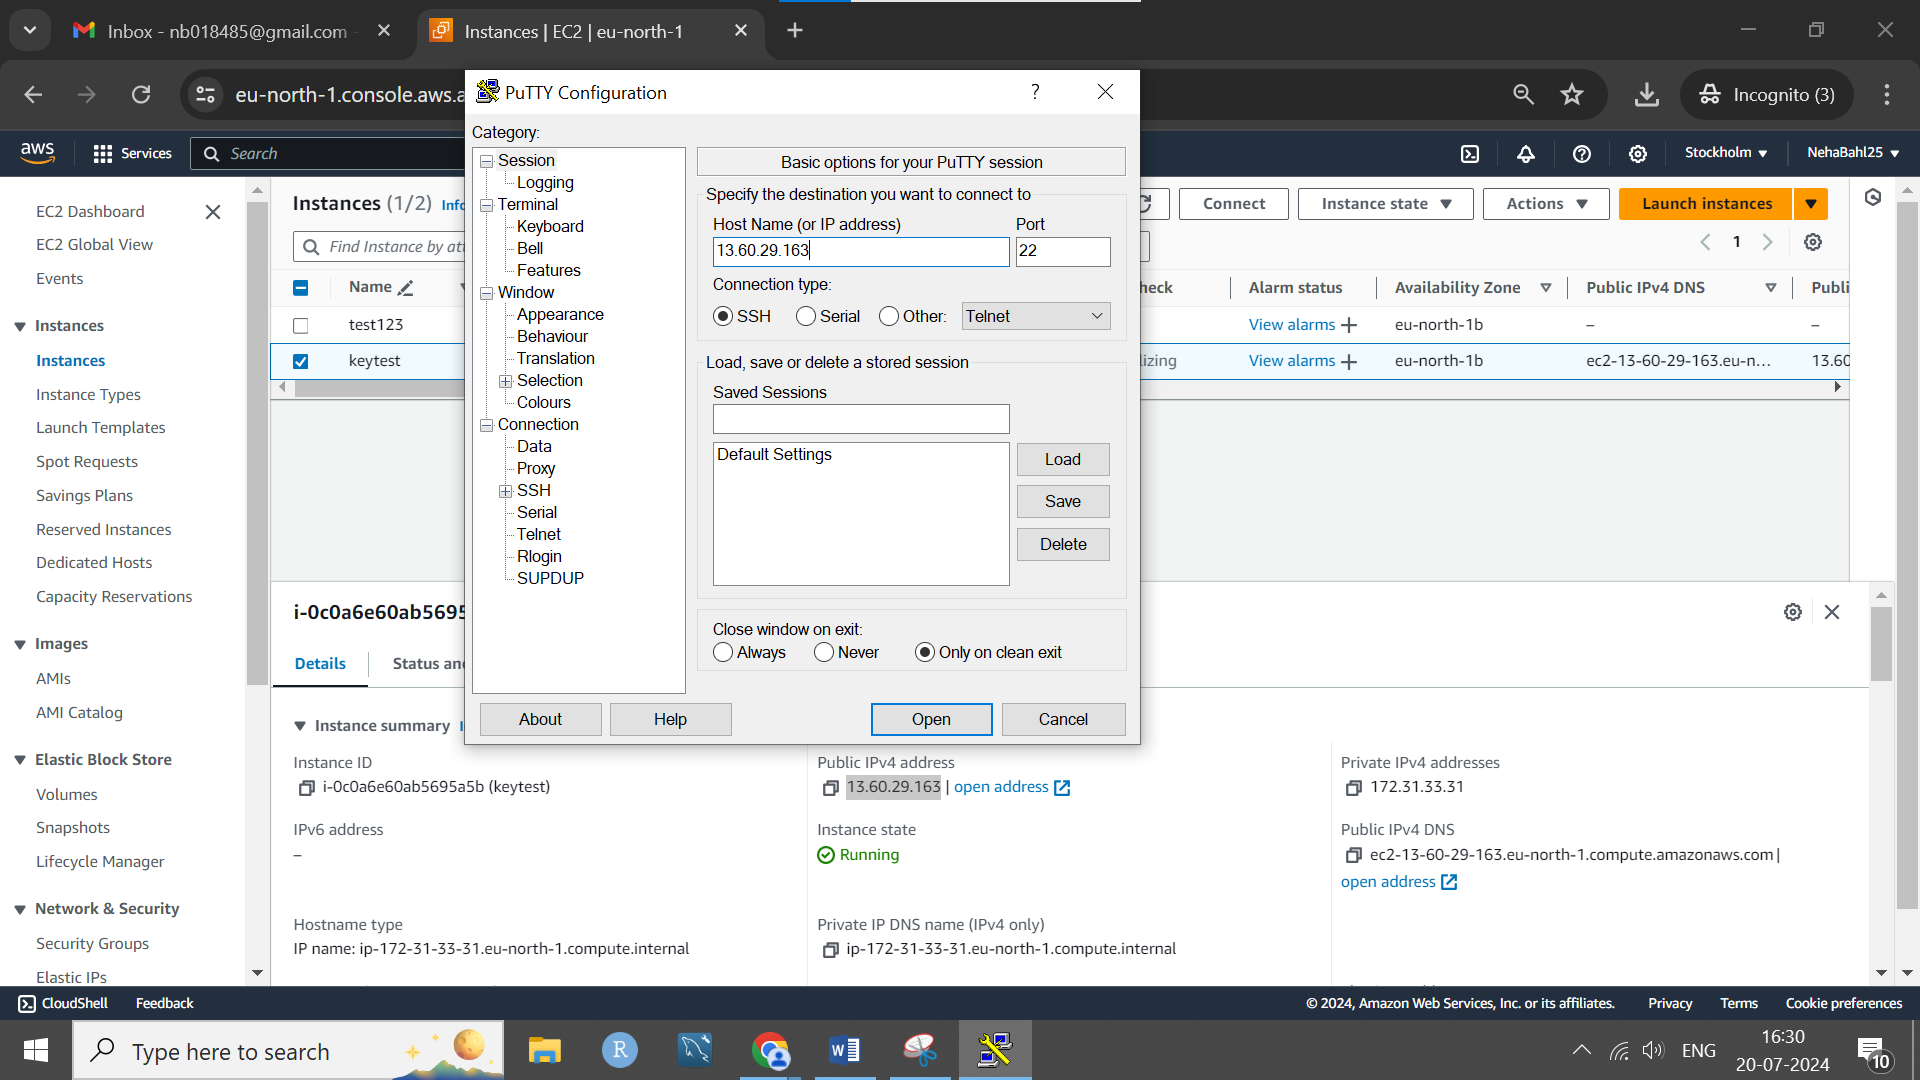 Inbox - nb018485@gmail.com -
Instances | EC2 | eu-north-1
eu-north-1.console.aws.a
Incognito (3)
PuTTY Configuration
?
Category:
Session
Logging
Terminal
Keyboard
Bell
Features
Window
Appearance
Behaviour
Translation
Selection
Colours
Connection
Data
Proxy
SSH
Serial
Telnet
Rlogin
SUPDUP
Basic options for your PuTTY session
Specify the destination you want to connect to
Host Name (or IP address) Port
13.60.29.163 22
Connection type:
SSH Serial Other: Telnet
Load, save or delete a stored session
Saved Sessions
Default Settings
Load
Save
Delete
Close window on exit:
Always Never Only on clean exit
About Help Open Cancel
aws Services Search
Stockholm NehaBahl25
EC2 Dashboard
EC2 Global View
Events
Instances
Instances
Instance Types
Launch Templates
Spot Requests
Savings Plans
Reserved Instances
Dedicated Hosts
Capacity Reservations
Images
AMIs
AMI Catalog
Elastic Block Store
Volumes
Snapshots
Lifecycle Manager
Network & Security
Security Groups
Elastic IPs
Instances (1/2) Info
Connect Instance state Actions Launch instances
Find Instance by att
1
Name heck Alarm status Availability Zone Public IPv4 DNS Publi
test123 View alarms + eu-north-1b – –
keytest lizing View alarms + eu-north-1b ec2-13-60-29-163.eu-n... 13.60
i-0c0a6e60ab5695
Details Status and
Instance summary
Instance ID
i-0c0a6e60ab5695a5b (keytest)
Public IPv4 address
13.60.29.163 | open address
Private IPv4 addresses
172.31.33.31
IPv6 address
–
Instance state
Running
Public IPv4 DNS
ec2-13-60-29-163.eu-north-1.compute.amazonaws.com |
open address
Hostname type
IP name: ip-172-31-33-31.eu-north-1.compute.internal
Private IP DNS name (IPv4 only)
ip-172-31-33-31.eu-north-1.compute.internal
CloudShell Feedback
© 2024, Amazon Web Services, Inc. or its affiliates. Privacy Terms Cookie preferences
Type here to search
R
W
ENG
16:30
20-07-2024
10